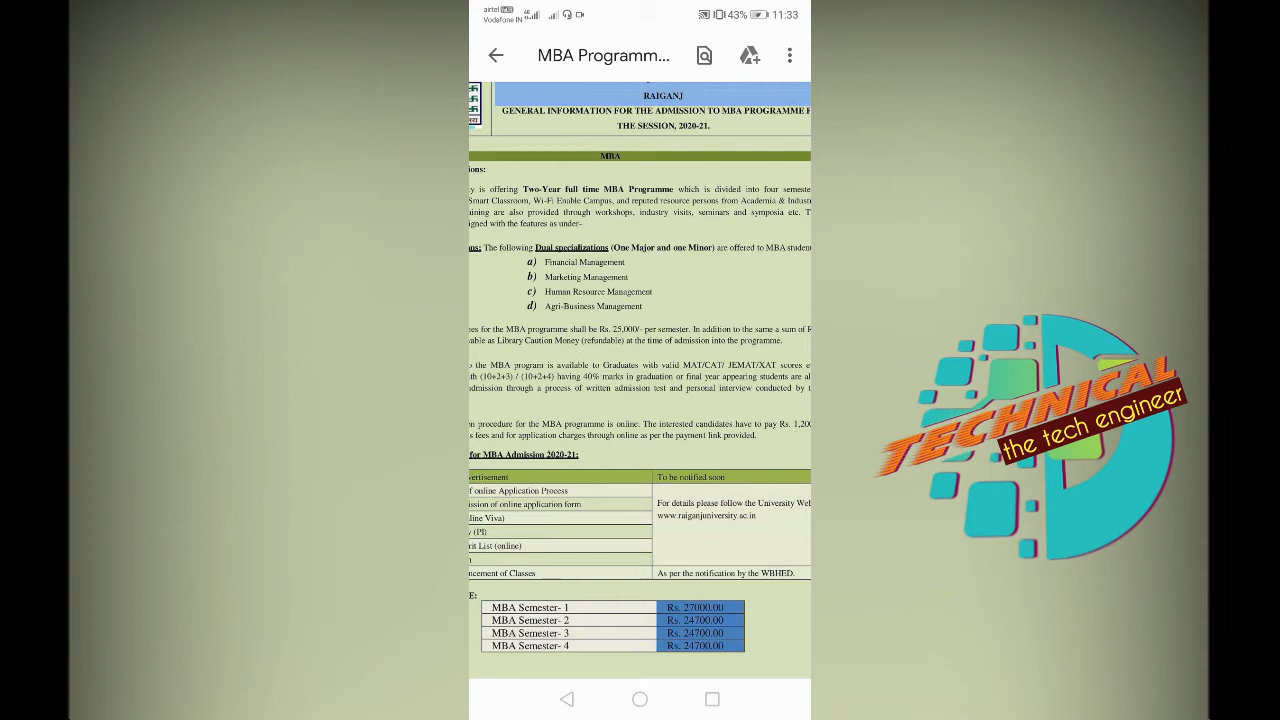 airtel
Vodafone IN
43%
11:33
MBA Programm...
RAIGANJ
GENERAL INFORMATION FOR THE ADMISSION TO MBA PROGRAMME F
THE SESSION, 2020-21.
MBA
ions:
y is offering Two-Year full time MBA Programme which is divided into four semeste
Smart Classroom, Wi-Fi Enable Campus, and reputed resource persons from Academia & Industr
aining are also provided through workshops, industry visits, seminars and symposia etc. T
igned with the features as under-
ons: The following Dual specializations (One Major and one Minor) are offered to MBA student
a) Financial Management
b) Marketing Management
c) Human Resource Management
d) Agri-Business Management
ees for the MBA programme shall be Rs. 25,000/- per semester. In addition to the same a sum of R
able as Library Caution Money (refundable) at the time of admission into the programme.
o the MBA program is available to Graduates with valid MAT/CAT/ JEMAT/XAT scores e
th (10+2+3) / (10+2+4) having 40% marks in graduation or final year appearing students are al
dmission through a process of written admission test and personal interview conducted by t
n procedure for the MBA programme is online. The interested candidates have to pay Rs. 1,200
s fees and for application charges through online as per the payment link provided.
for MBA Admission 2020-21:
vertisement To be notified soon
f online Application Process
ission of online application form For details please follow the University Web
line Viva) www.raiganjuniversity.ac.in
y (PI)
rit List (online)
n
ncement of Classes As per the notification by the WBHED.
E:
MBA Semester- 1 Rs. 27000.00
MBA Semester- 2 Rs. 24700.00
MBA Semester- 3 Rs. 24700.00
MBA Semester- 4 Rs. 24700.00
TECHNICAL
the tech engineer